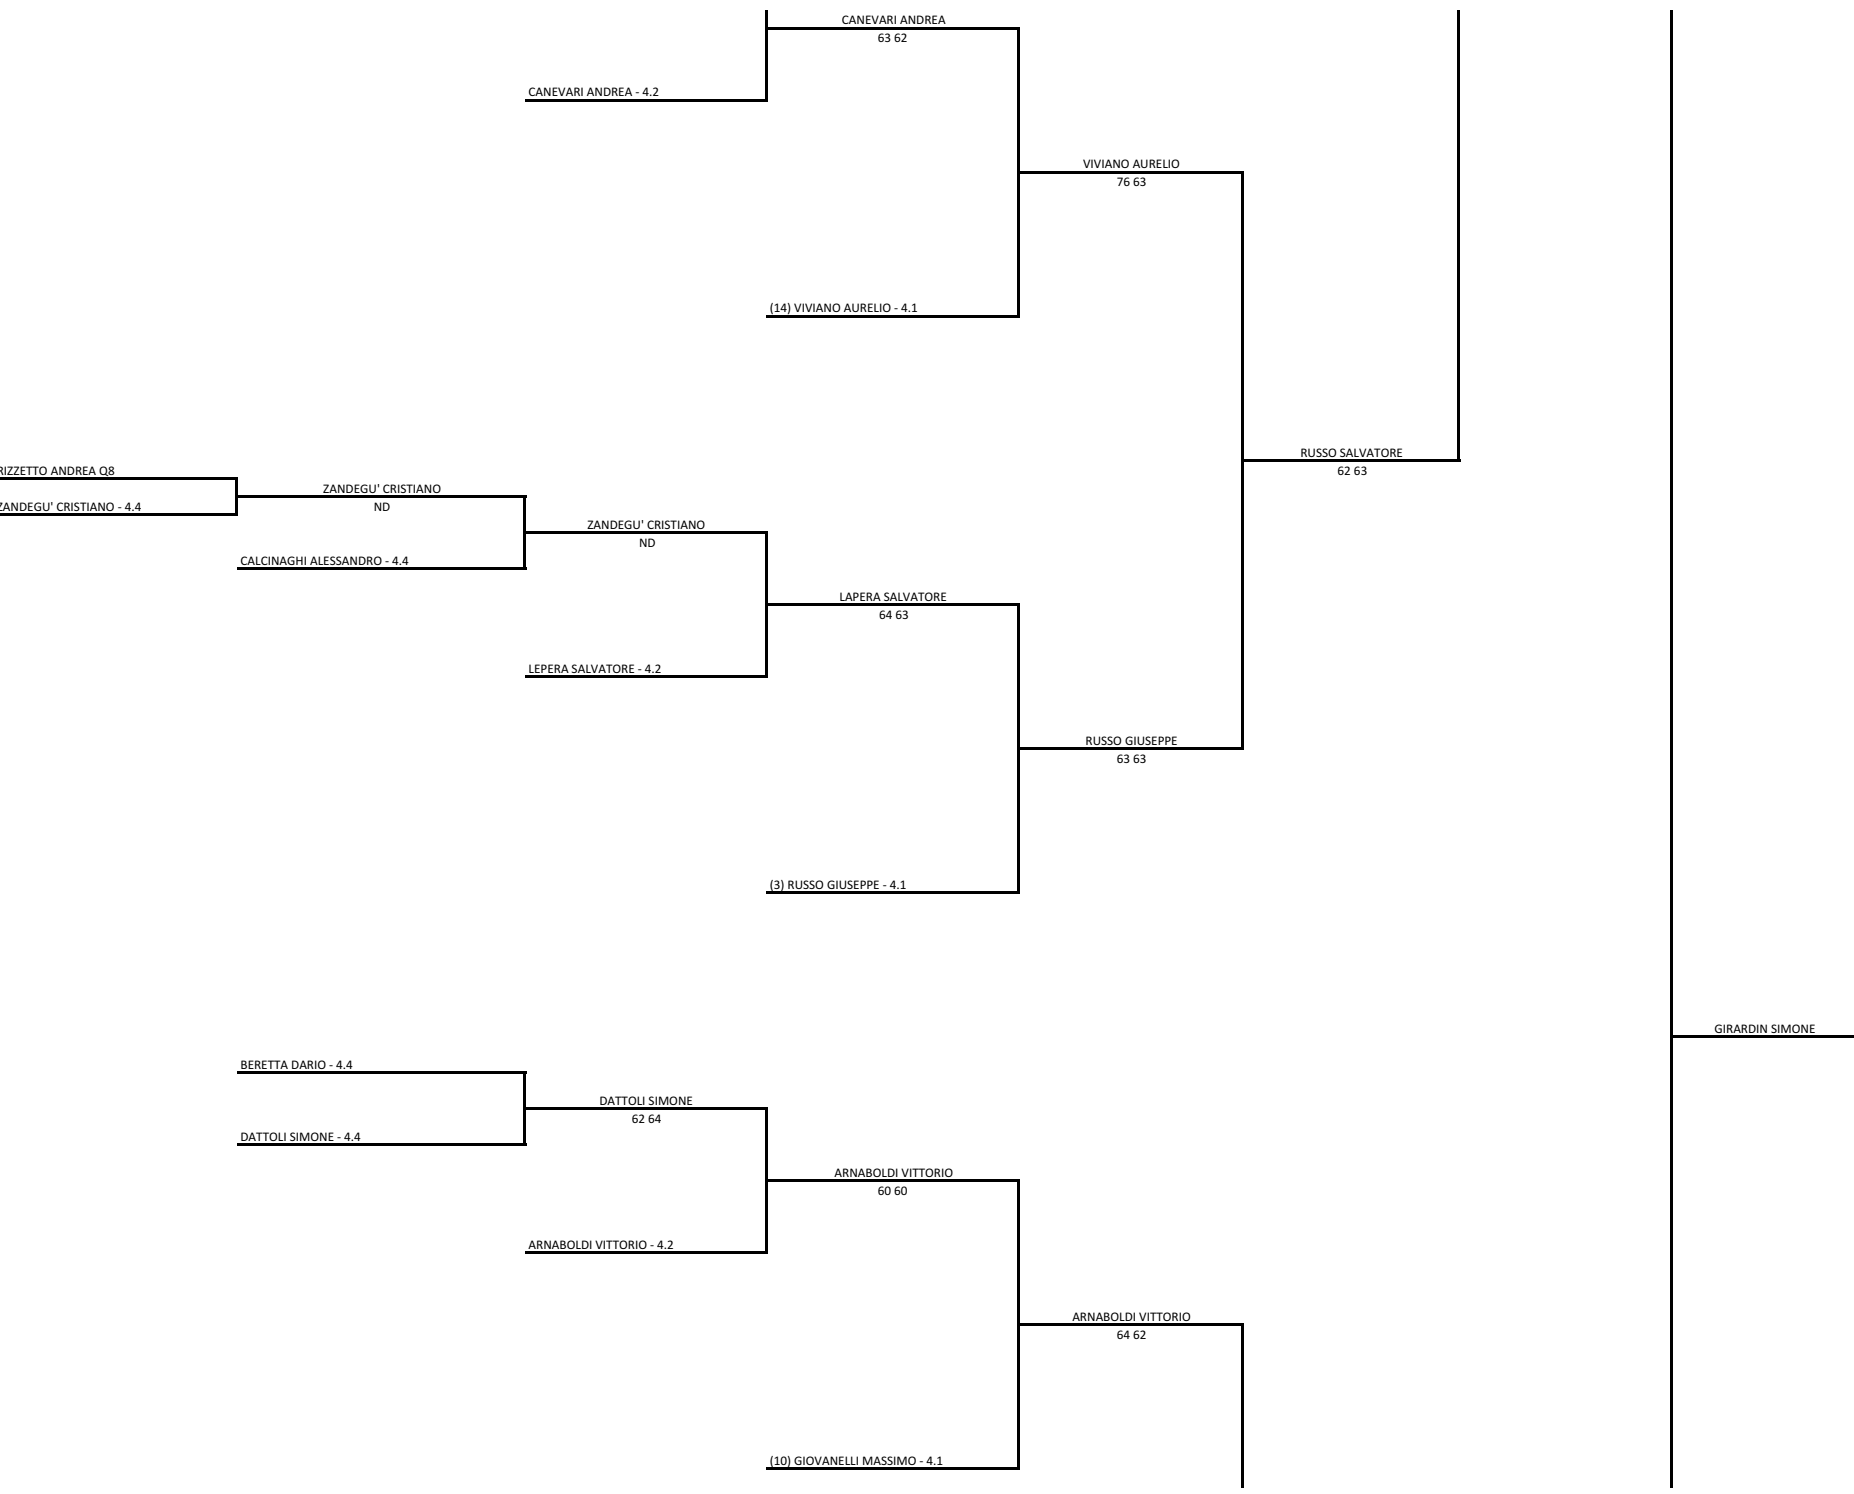 CANEVARI ANDREA
63 62
CANEVARI ANDREA - 4.2
VIVIANO AURELIO
76 63
(14) VIVIANO AURELIO - 4.1
RUSSO SALVATORE
62 63
RIZZETTO ANDREA Q8
ZANDEGU' CRISTIANO
ND
ZANDEGU' CRISTIANO - 4.4
ZANDEGU' CRISTIANO
ND
CALCINAGHI ALESSANDRO - 4.4
LAPERA SALVATORE
64 63
LEPERA SALVATORE - 4.2
RUSSO GIUSEPPE
63 63
(3) RUSSO GIUSEPPE - 4.1
GIRARDIN SIMONE
BERETTA DARIO - 4.4
DATTOLI SIMONE
62 64
DATTOLI SIMONE - 4.4
ARNABOLDI VITTORIO
60 60
ARNABOLDI VITTORIO - 4.2
ARNABOLDI VITTORIO
64 62
(10) GIOVANELLI MASSIMO - 4.1